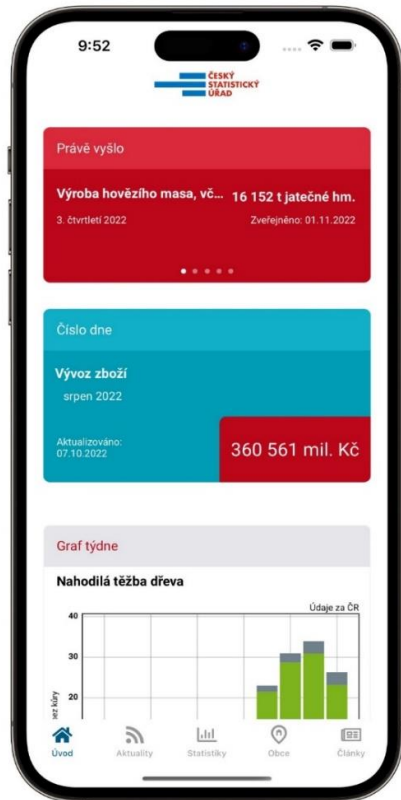 9:52
ČESKÝ
STATISTICKÝ
ÚŘAD
Právě vyšlo
Výroba hovězího masa, vč... 16 152 t jatečné hm.
3. čtvrtletí 2022 Zveřejněno: 01.11.2022
Číslo dne
Vývoz zboží
srpen 2022
Aktualizováno:
07.10.2022
360 561 mil. Kč
Graf týdne
Nahodilá těžba dřeva
Údaje za ČR
40
30
20
bez kůry
Úvod Aktuality Statistiky Obce Články